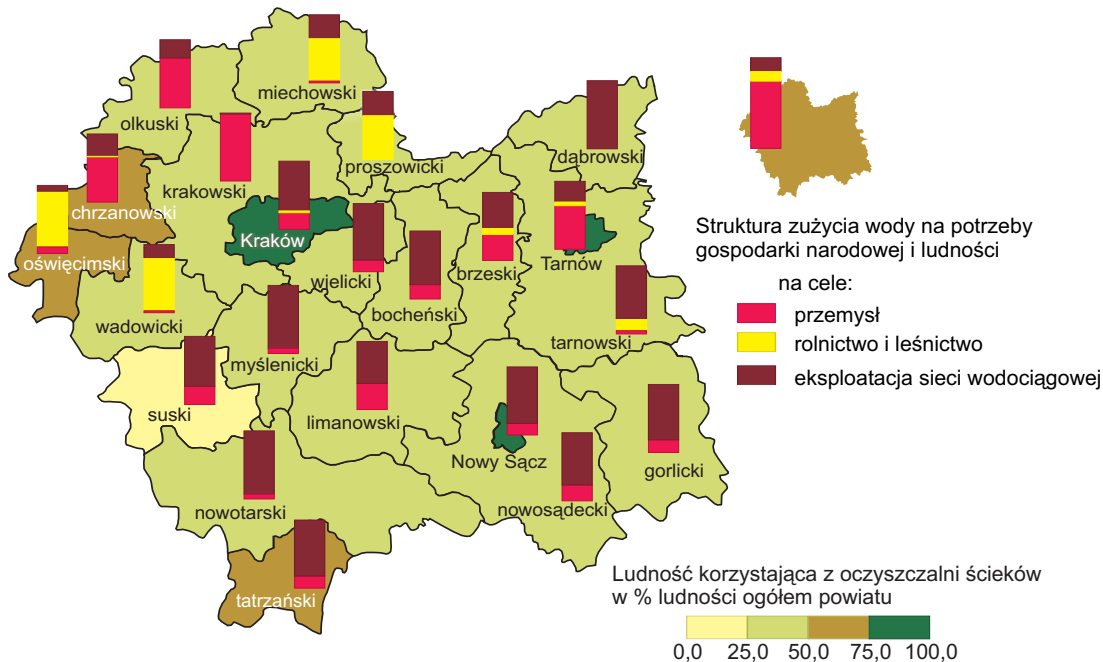 miechowski
olkuski
proszowicki
dąbrowski
krakowski
chrzanowski
Kraków
oświęcimski
wielicki
brzeski
Tarnów
bocheński
wadowicki
tarnowski
myślenicki
suski
limanowski
Nowy Sącz
gorlicki
nowotarski
nowosądecki
tatrzański
Struktura zużycia wody na potrzeby
gospodarki narodowej i ludności
na cele:
przemysł
rolnictwo i leśnictwo
eksploatacja sieci wodociągowej
Ludność korzystająca z oczyszczalni ścieków
w % ludności ogółem powiatu
0,0 25,0 50,0 75,0 100,0